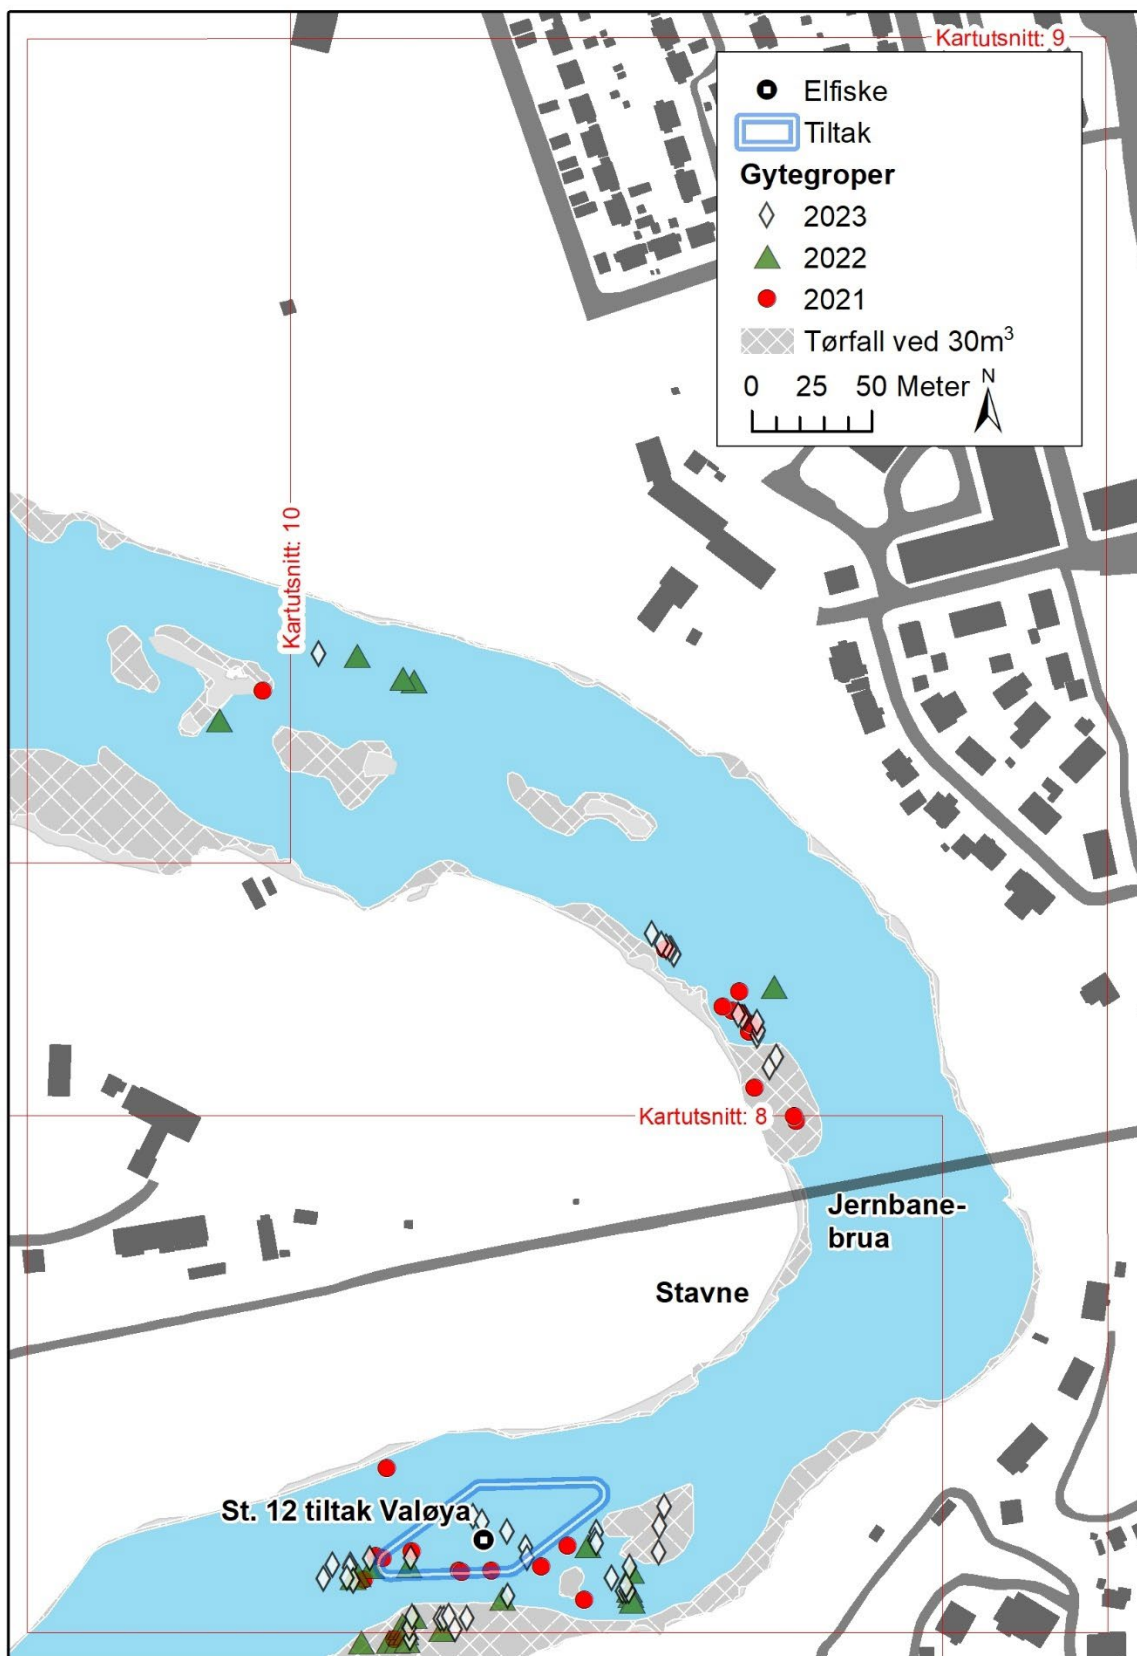 Kartutsnitt: 9
Elfiske
Tiltak
Gytegroper
2023
2022
2021
Tørfall ved 30m³
0 25 50 Meter N
Kartutsnitt: 10
Kartutsnitt: 8
Jernbane-
brua
Stavne
St. 12 tiltak Valøya